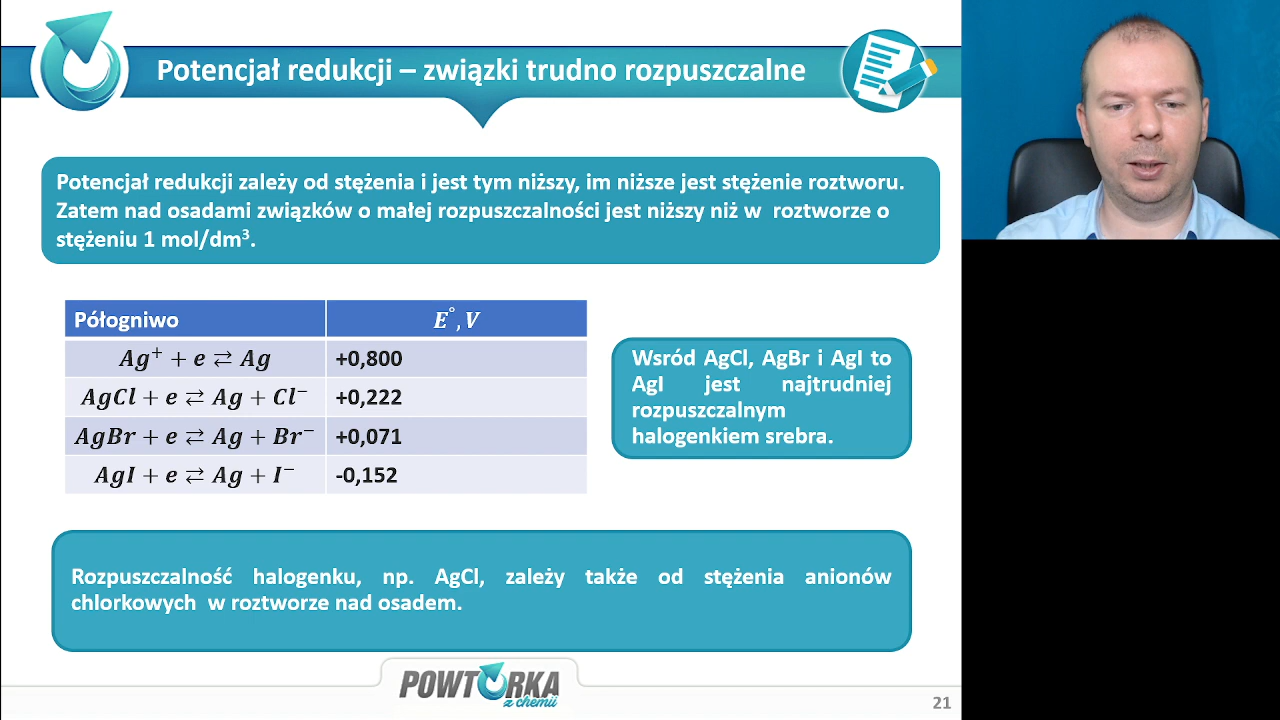 Potencjał redukcji – związki trudno rozpuszczalne
Potencjał redukcji zależy od stężenia i jest tym niższy, im niższe jest stężenie roztworu.
Zatem nad osadami związków o małej rozpuszczalności jest niższy niż w roztworze o
stężeniu 1 mol/dm³.
Półogniwo E°, V
Ag⁺ + e ⇄ Ag +0,800
AgCl + e ⇄ Ag + Cl⁻ +0,222
AgBr + e ⇄ Ag + Br⁻ +0,071
AgI + e ⇄ Ag + I⁻ -0,152
Wsród AgCl, AgBr i AgI to
AgI jest najtrudniej
rozpuszczalnym
halogenkiem srebra.
Rozpuszczalność halogenku, np. AgCl, zależy także od stężenia anionów
chlorkowych w roztworze nad osadem.
POWTÓRKA
z chemii
21